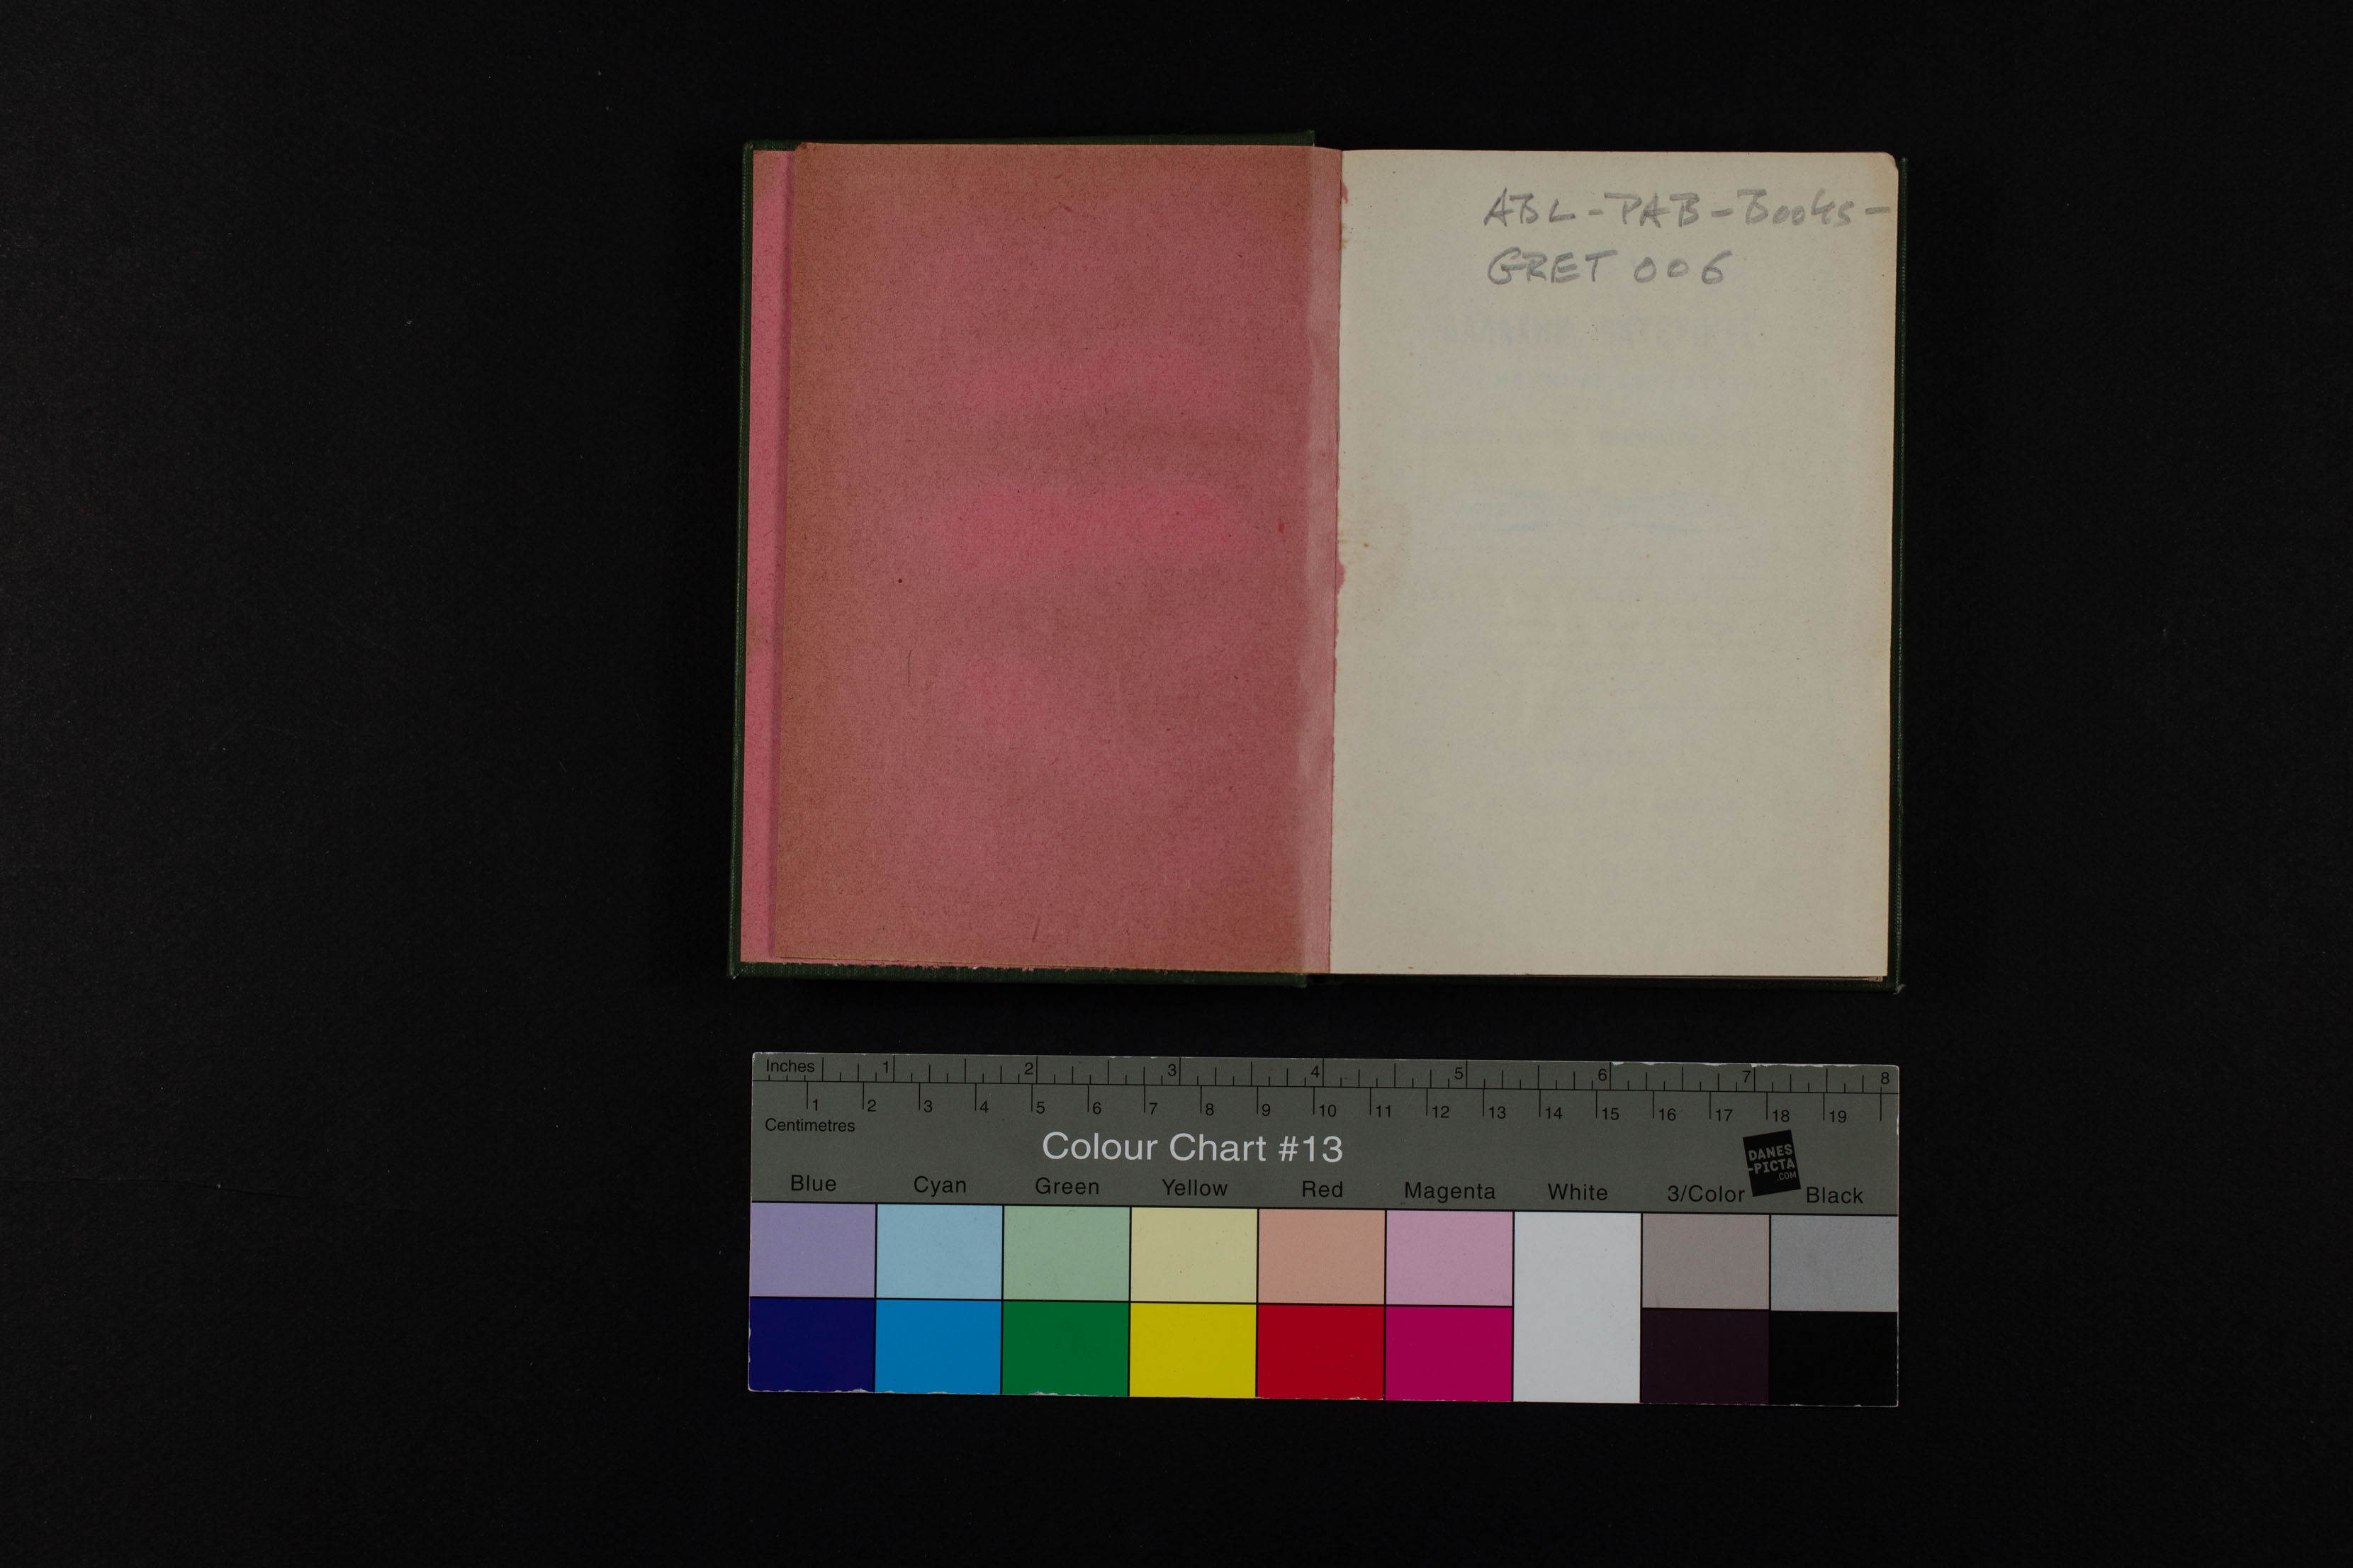 ABL-PAB-Books-
GRET 006
Inches 1 2 3 4 5 6 7 8
1 2 3 4 5 6 7 8 9 10 11 12 13 14 15 16 17 18 19
Centimetres
Colour Chart #13
DANES
-PICTA
.COM
Blue Cyan Green Yellow Red Magenta White 3/Color Black